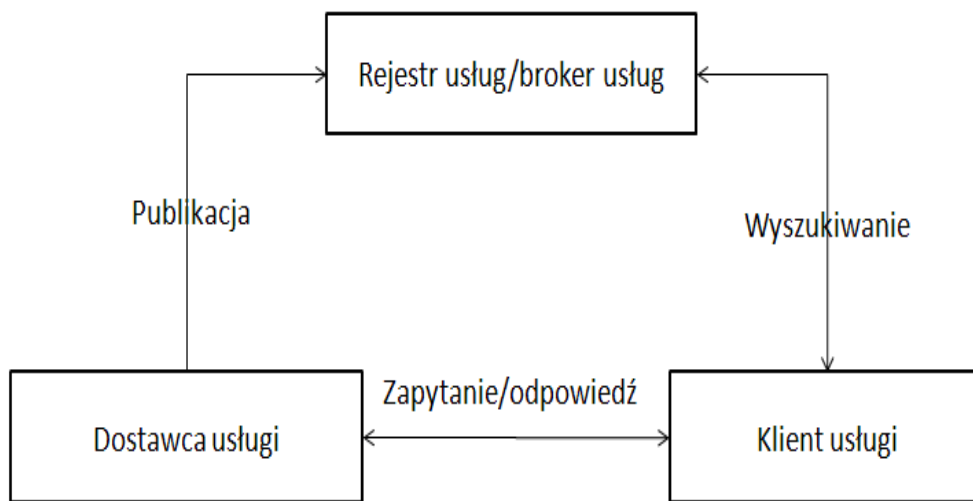 Rejestr usług/broker usług
Publikacja
Wyszukiwanie
Zapytanie/odpowiedź
Dostawca usługi
Klient usługi